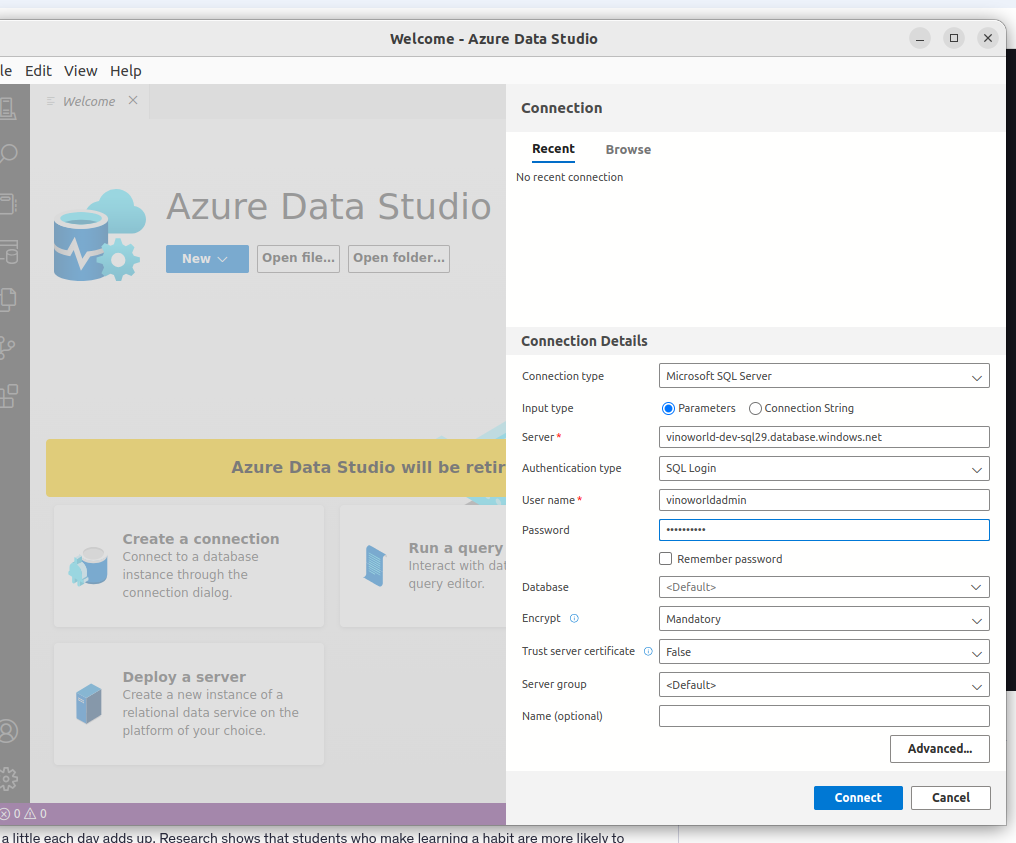 Welcome - Azure Data Studio
le Edit View Help
Welcome
Azure Data Studio
New
Open file...
Open folder...
Azure Data Studio will be retir
Create a connection
Connect to a database
instance through the
connection dialog.
Run a query
Interact with dat
query editor.
Deploy a server
Create a new instance of a
relational data service on the
platform of your choice.
0 0
Connection
Recent
Browse
No recent connection
Connection Details
Connection type
Microsoft SQL Server
Input type
Parameters
Connection String
Server*
vinoworld-dev-sql29.database.windows.net
Authentication type
SQL Login
User name*
vinoworldadmin
Password
••••••••••
Remember password
Database
<Default>
Encrypt
Mandatory
Trust server certificate
False
Server group
<Default>
Name (optional)
Advanced...
Connect
Cancel
a little each day adds up. Research shows that students who make learning a habit are more likely to